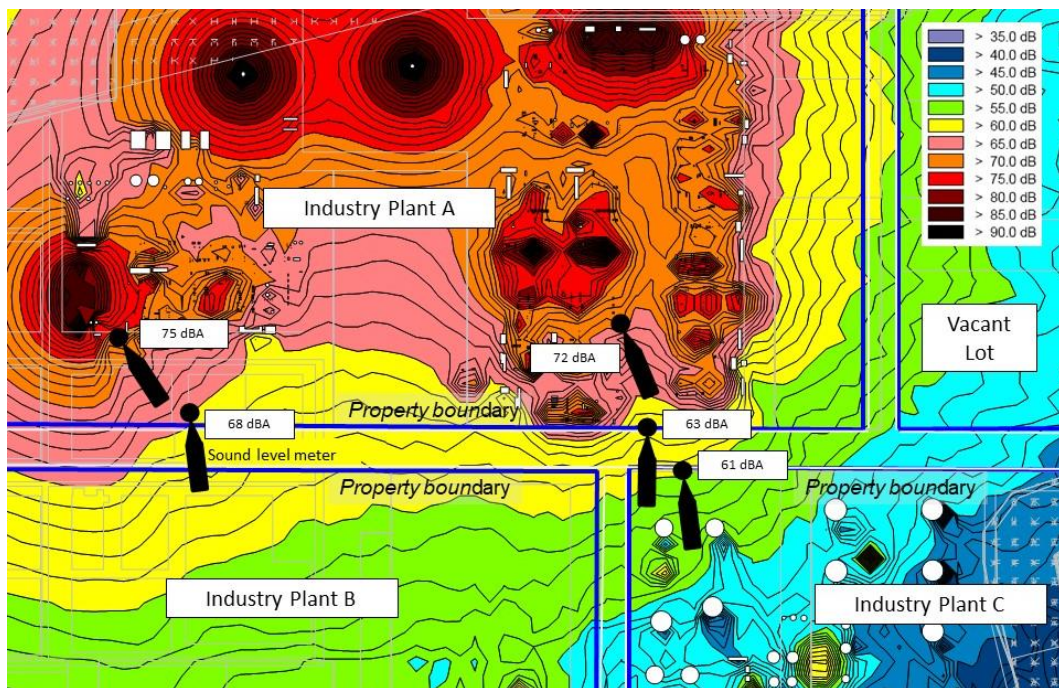 > 35.0 dB
> 40.0 dB
> 45.0 dB
> 50.0 dB
> 55.0 dB
> 60.0 dB
> 65.0 dB
> 70.0 dB
> 75.0 dB
> 80.0 dB
> 85.0 dB
> 90.0 dB
Industry Plant A
75 dBA
72 dBA
Vacant
Lot
Property boundary
68 dBA
63 dBA
Sound level meter
61 dBA
Property boundary
Property boundary
Industry Plant B
Industry Plant C